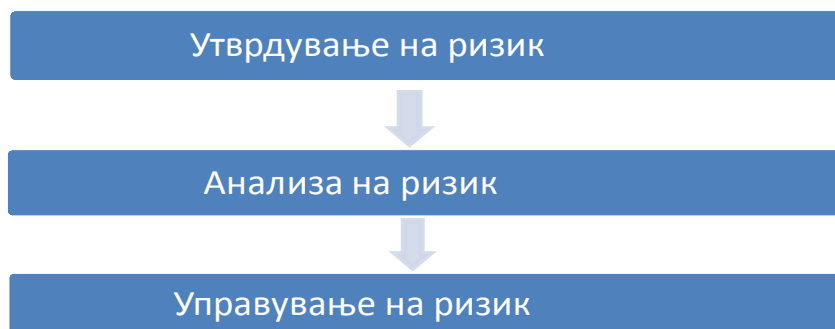 Утврдување на ризик
Анализа на ризик
Управување на ризик